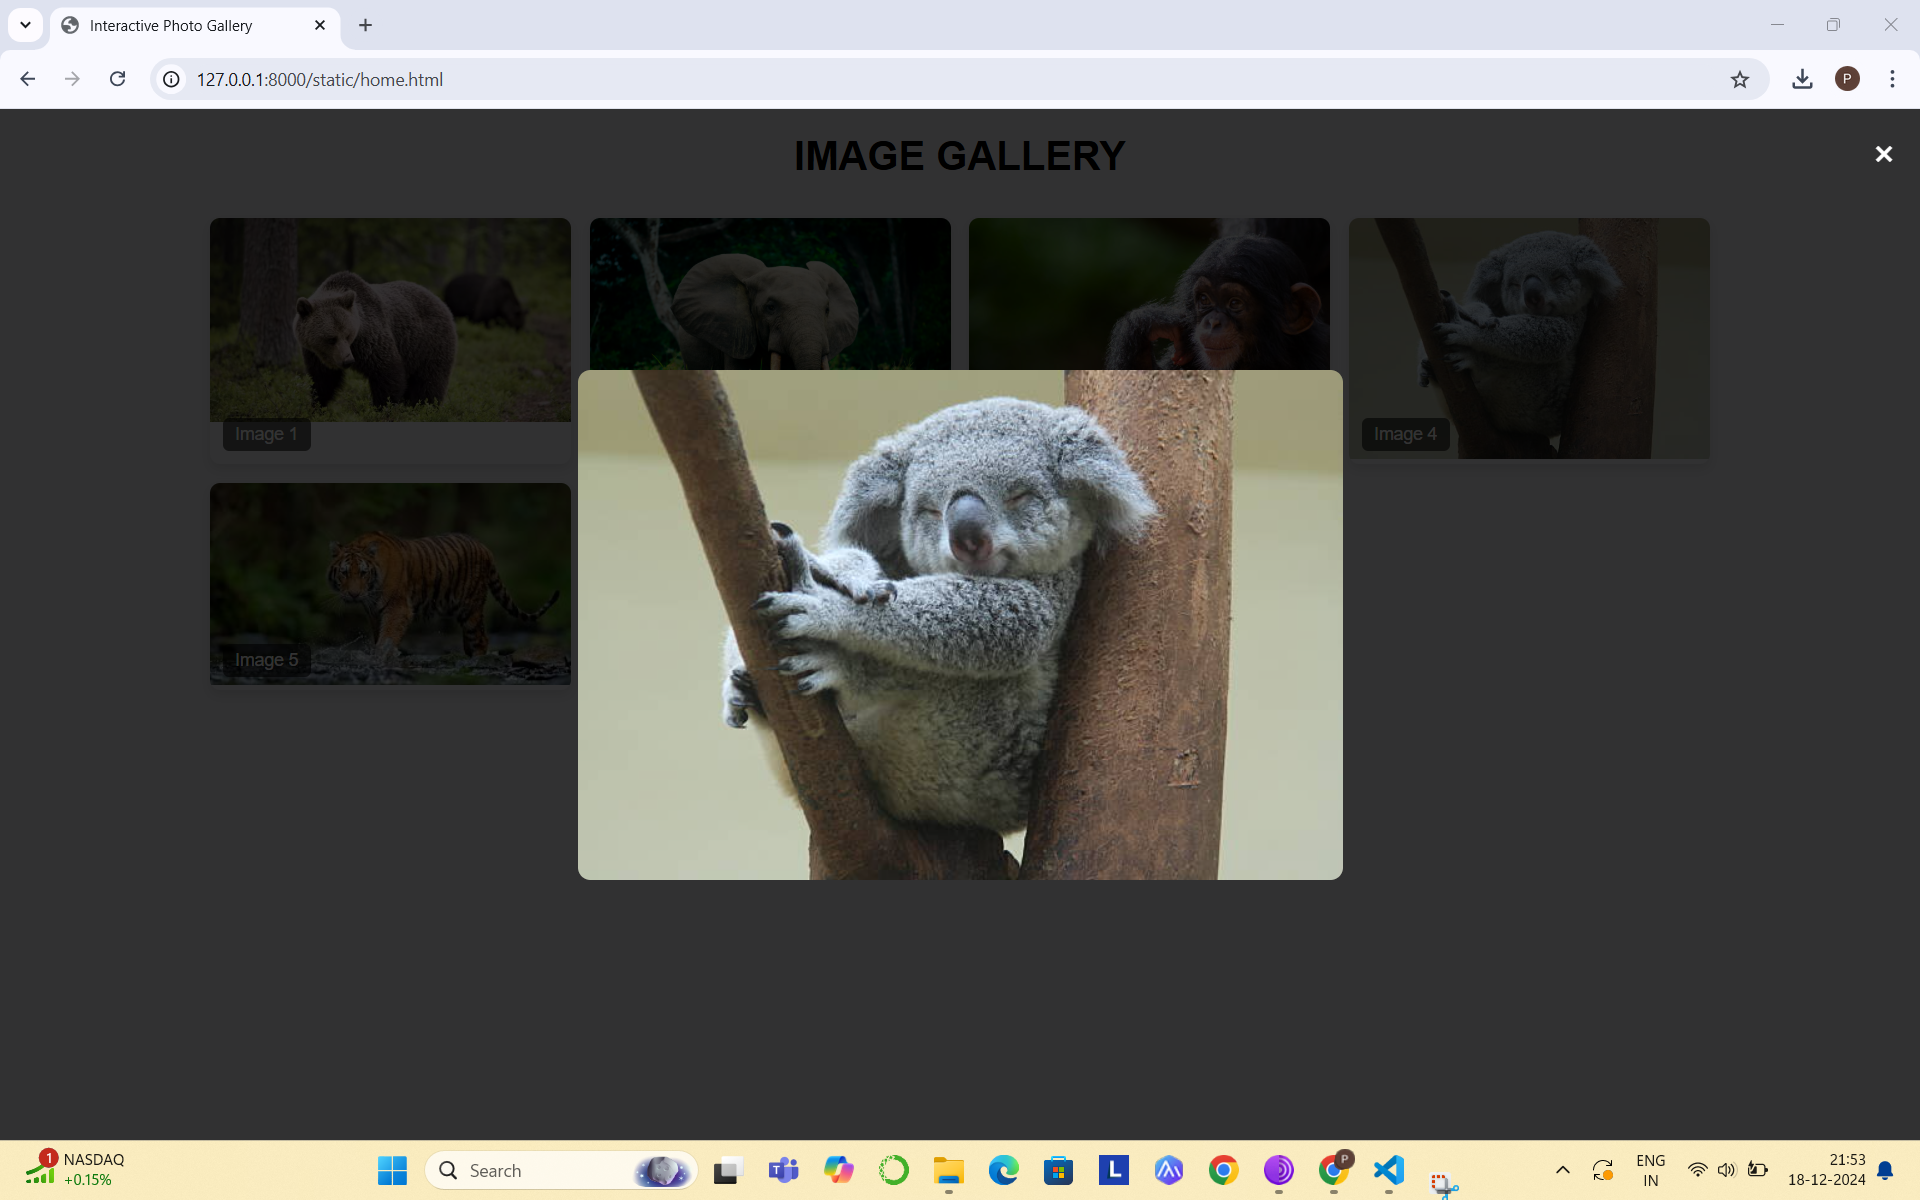 Interactive Photo Gallery
127.0.0.1:8000/static/home.html
P
IMAGE GALLERY
Image 1
Image 4
Image 5
1
NASDAQ
+0.15%
Search
L
P
ENG
IN
21:53
18-12-2024